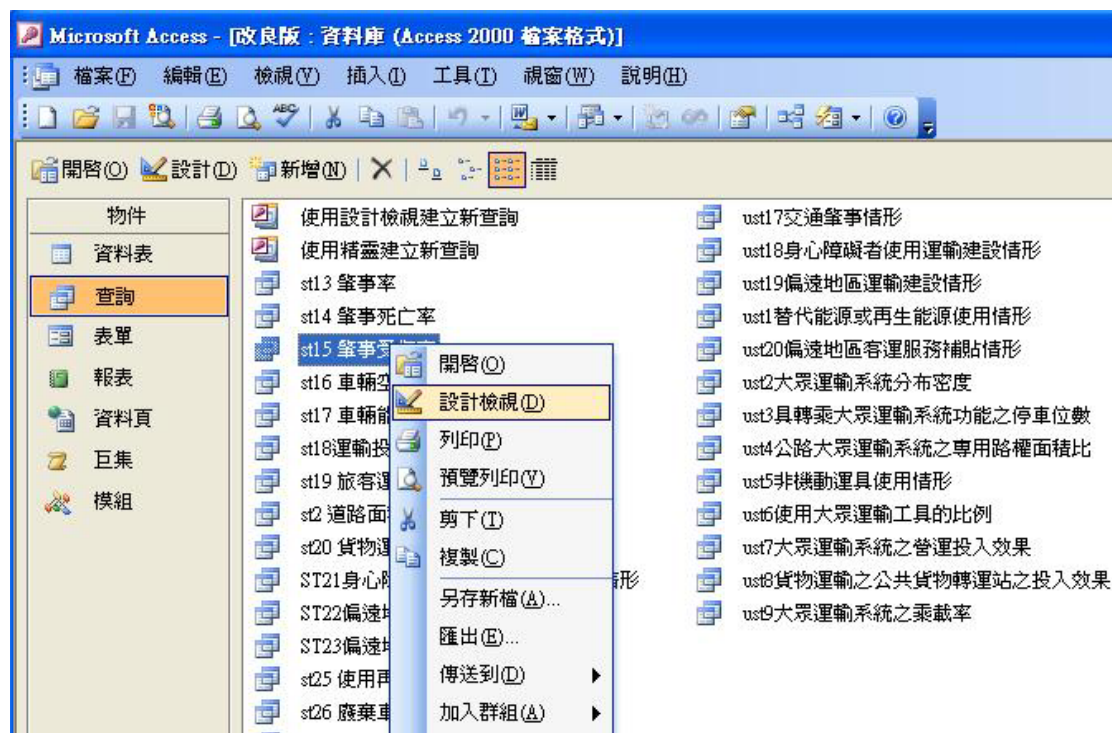 Microsoft Access - [改良版 : 資料庫 (Access 2000 檔案格式)]
檔案(F) 編輯(E) 檢視(V) 插入(I) 工具(T) 視窗(W) 說明(H)
開啓(O) 設計(D) 新增(N)
物件
資料表
查詢
表單
報表
資料頁
巨集
模組
使用設計檢視建立新查詢
使用精靈建立新查詢
st13 肇事率
st14 肇事死亡率
st15 肇事受
st16 車輛空
st17 車輛能
st18運輸投
st19 旅客運
st2 道路面
st20 貨物運
ST21身心障 情形
ST22偏遠地
ST23偏遠地
st25 使用再
st26 廢棄車
開啓(O)
設計檢視(D)
列印(P)
預覽列印(V)
剪下(T)
複製(C)
另存新檔(A)...
匯出(E)...
傳送到(D)
加入群組(A)
ust17交通肇事情形
ust18身心障礙者使用運輸建設情形
ust19偏遠地區運輸建設情形
ust1替代能源或再生能源使用情形
ust20偏遠地區客運服務補貼情形
ust2大眾運輸系統分布密度
ust3具轉乘大眾運輸系統功能之停車位數
ust4公路大眾運輸系統之專用路權面積比
ust5非機動運具使用情形
ust6使用大眾運輸工具的比例
ust7大眾運輸系統之營運投入效果
ust8貨物運輸之公共貨物轉運站之投入效果
ust9大眾運輸系統之乘載率